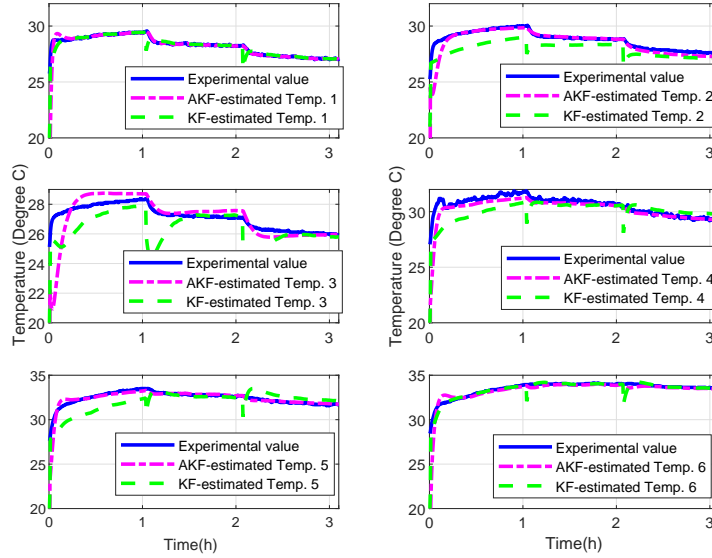 30
25
20
0
1
2
3
Experimental value
AKF-estimated Temp. 1
KF-estimated Temp. 1
30
25
20
0
1
2
3
Experimental value
AKF-estimated Temp. 2
KF-estimated Temp. 2
Temperature (Degree C)
28
26
24
22
20
0
1
2
3
Experimental value
AKF-estimated Temp. 3
KF-estimated Temp. 3
Temperature (Degree C)
30
25
20
0
1
2
3
Experimental value
AKF-estimated Temp. 4
KF-estimated Temp. 4
35
30
25
20
0
1
2
3
Experimental value
AKF-estimated Temp. 5
KF-estimated Temp. 5
Time(h)
35
30
25
20
0
1
2
3
Experimental value
AKF-estimated Temp. 6
KF-estimated Temp. 6
Time(h)